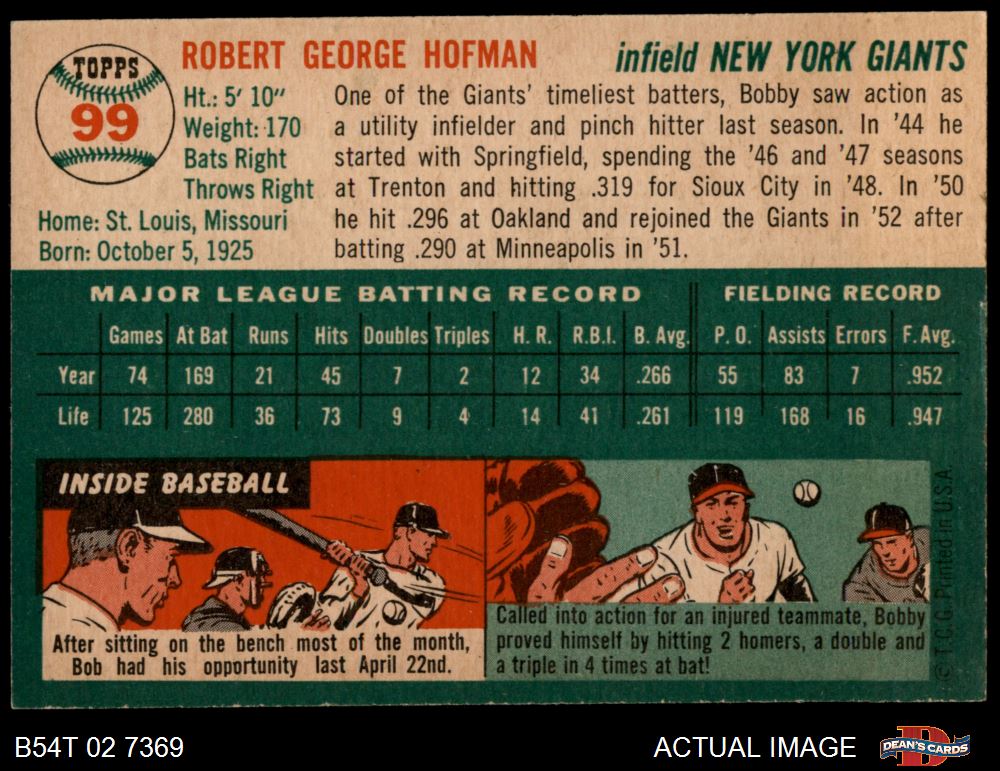 TOPPS
99
ROBERT GEORGE HOFMAN
infield NEW YORK GIANTS
Ht.: 5' 10"
Weight: 170
Bats Right
Throws Right
Home: St. Louis, Missouri
Born: October 5, 1925
One of the Giants' timeliest batters, Bobby saw action as
a utility infielder and pinch hitter last season. In '44 he
started with Springfield, spending the '46 and '47 seasons
at Trenton and hitting .319 for Sioux City in '48. In '50
he hit .296 at Oakland and rejoined the Giants in '52 after
batting .290 at Minneapolis in '51.
MAJOR LEAGUE BATTING RECORD FIELDING RECORD
Games At Bat Runs Hits Doubles Triples H. R. R.B.I. B. Avg. P. O. Assists Errors F. Avg.
Year 74 169 21 45 7 2 12 34 .266 55 83 7 .952
Life 125 280 36 73 9 4 14 41 .261 119 168 16 .947
INSIDE BASEBALL
After sitting on the bench most of the month,
Bob had his opportunity last April 22nd.
Called into action for an injured teammate, Bobby
proved himself by hitting 2 homers, a double and
a triple in 4 times at bat!
© T.C.G. Printed in U.S.A.
B54T 02 7369
ACTUAL IMAGE
DEAN'S CARDS